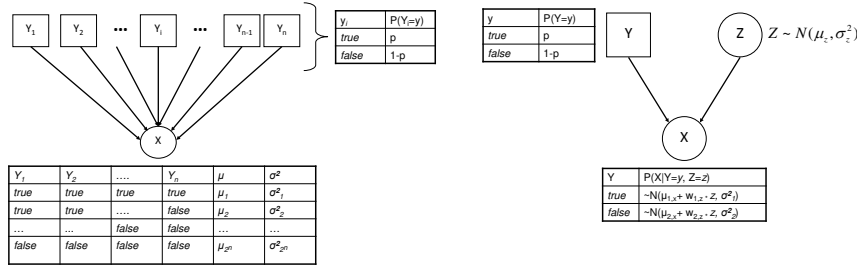 Y1 Y2 ... Yi ... Yn-1 Yn
yi P(Yi=y)
true p
false 1-p
X
Y1 Y2 .... Yn μ σ²
true true true true μ1 σ²1
true true .... false μ2 σ²2
... ... false false ... ...
false false false false μ2ⁿ σ²2ⁿ
y P(Y=y)
true p
false 1-p
Y Z Z ~ N(μz, σz²)
X
Y P(X|Y=y, Z=z)
true ~N(μ1,x+ w1,z · z, σ²1)
false ~N(μ2,x+ w2,z · z, σ²2)